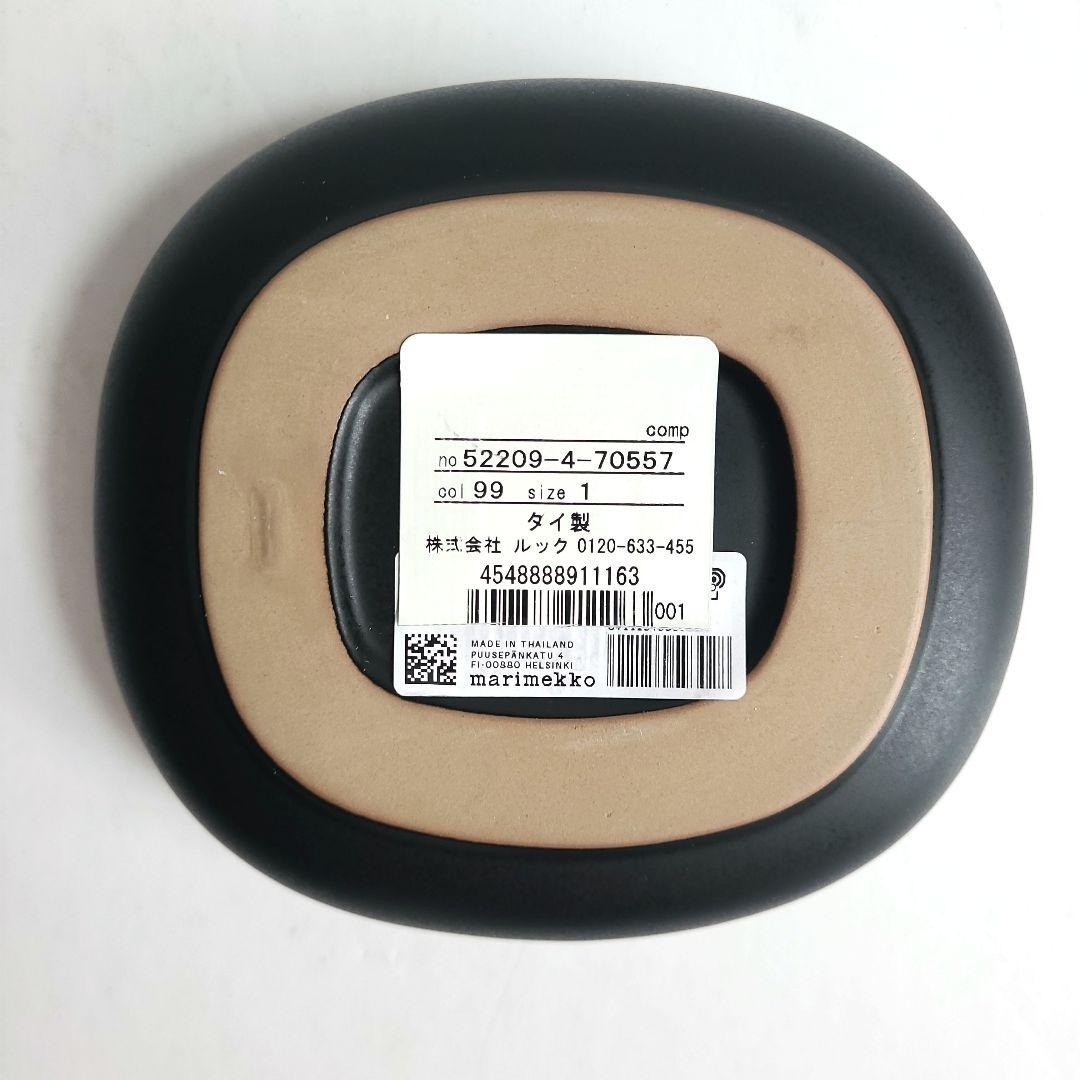 comp
no 52209-4-70557
col 99 size 1
タイ製
株式会社 ルック 0120-633-455
4548888911163
001
MADE IN THAILAND
PUUSEPÄNKATU 4
FI-00880 HELSINKI
marimekko